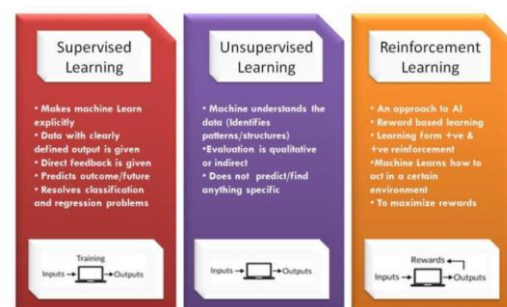 Supervised
Learning
• Makes machine Learn
explicitly
• Data with clearly
defined output is given
• Direct feedback is given
• Predicts outcome/future
• Resolves classification
and regression problems
Training
Inputs
Outputs
Unsupervised
Learning
• Machine understands the
data (Identifies
patterns/structures)
•Evaluation is qualitative
or indirect
• Does not predict/find
anything specific
Inputs
Outputs
Reinforcement
Learning
• An approach to AI
• Reward based learning
• Learning form +ve &
+ve reinforcement
•Machine Learns how to
act in a certain
environment
• To maximize rewards
Rewards
Inputs
Outputs